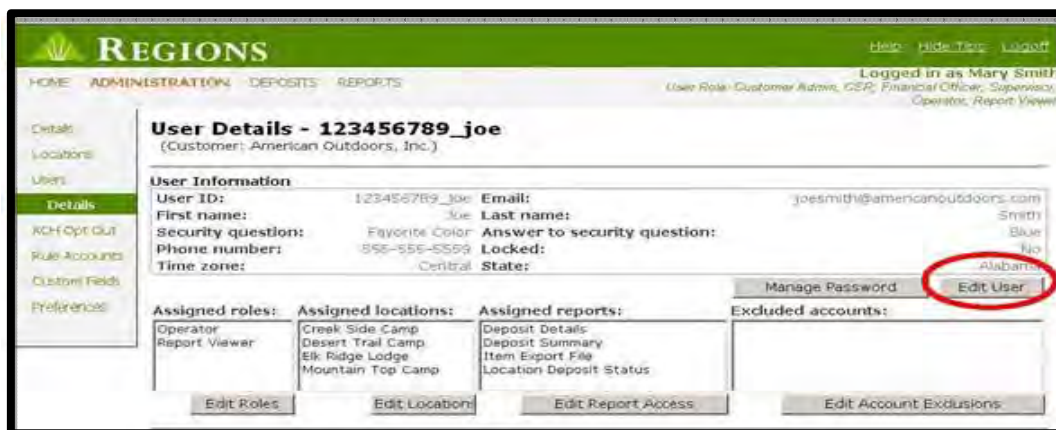 REGIONS
Help Hide Tips Logoff
HOME ADMINISTRATION DEPOSITS REPORTS
Logged in as Mary Smith
User Role: Customer Admin, CSR, Financial Officer, Supervisor,
Operator, Report Viewer
Details
Locations
Users
Details
ACH Opt Out
Rule Accounts
Custom Fields
Preferences
User Details - 123456789_joe
(Customer: American Outdoors, Inc.)
User Information
User ID: 123456789_Joe Email: joesmith@americanoutdoors.com
First name: Joe Last name: Smith
Security question: Favorite Color Answer to security question: Blue
Phone number: 555-555-5559 Locked: No
Time zone: Central State: Alabama
Manage Password Edit User
Assigned roles: Assigned locations: Assigned reports: Excluded accounts:
Operator Creek Side Camp Deposit Details
Report Viewer Desert Trail Camp Deposit Summary
Elk Ridge Lodge Item Export File
Mountain Top Camp Location Deposit Status
Edit Roles Edit Locations Edit Report Access Edit Account Exclusions